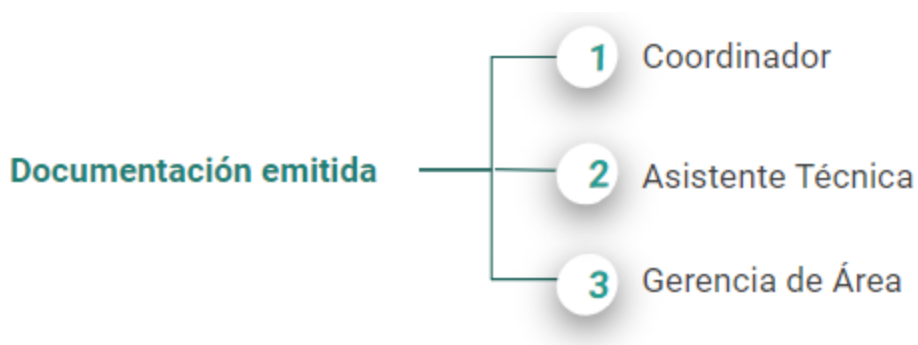 Documentación emitida
1 Coordinador
2 Asistente Técnica
3 Gerencia de Área